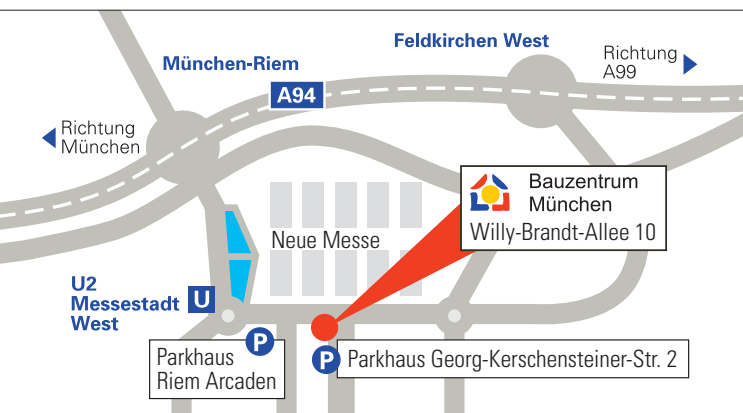 Feldkirchen West
Richtung
A99
München-Riem
A94
Richtung
München
Bauzentrum
München
Willy-Brandt-Allee 10
Neue Messe
U2
Messestadt
West
U
P
Parkhaus
Riem Arcaden
P
Parkhaus Georg-Kerschensteiner-Str. 2